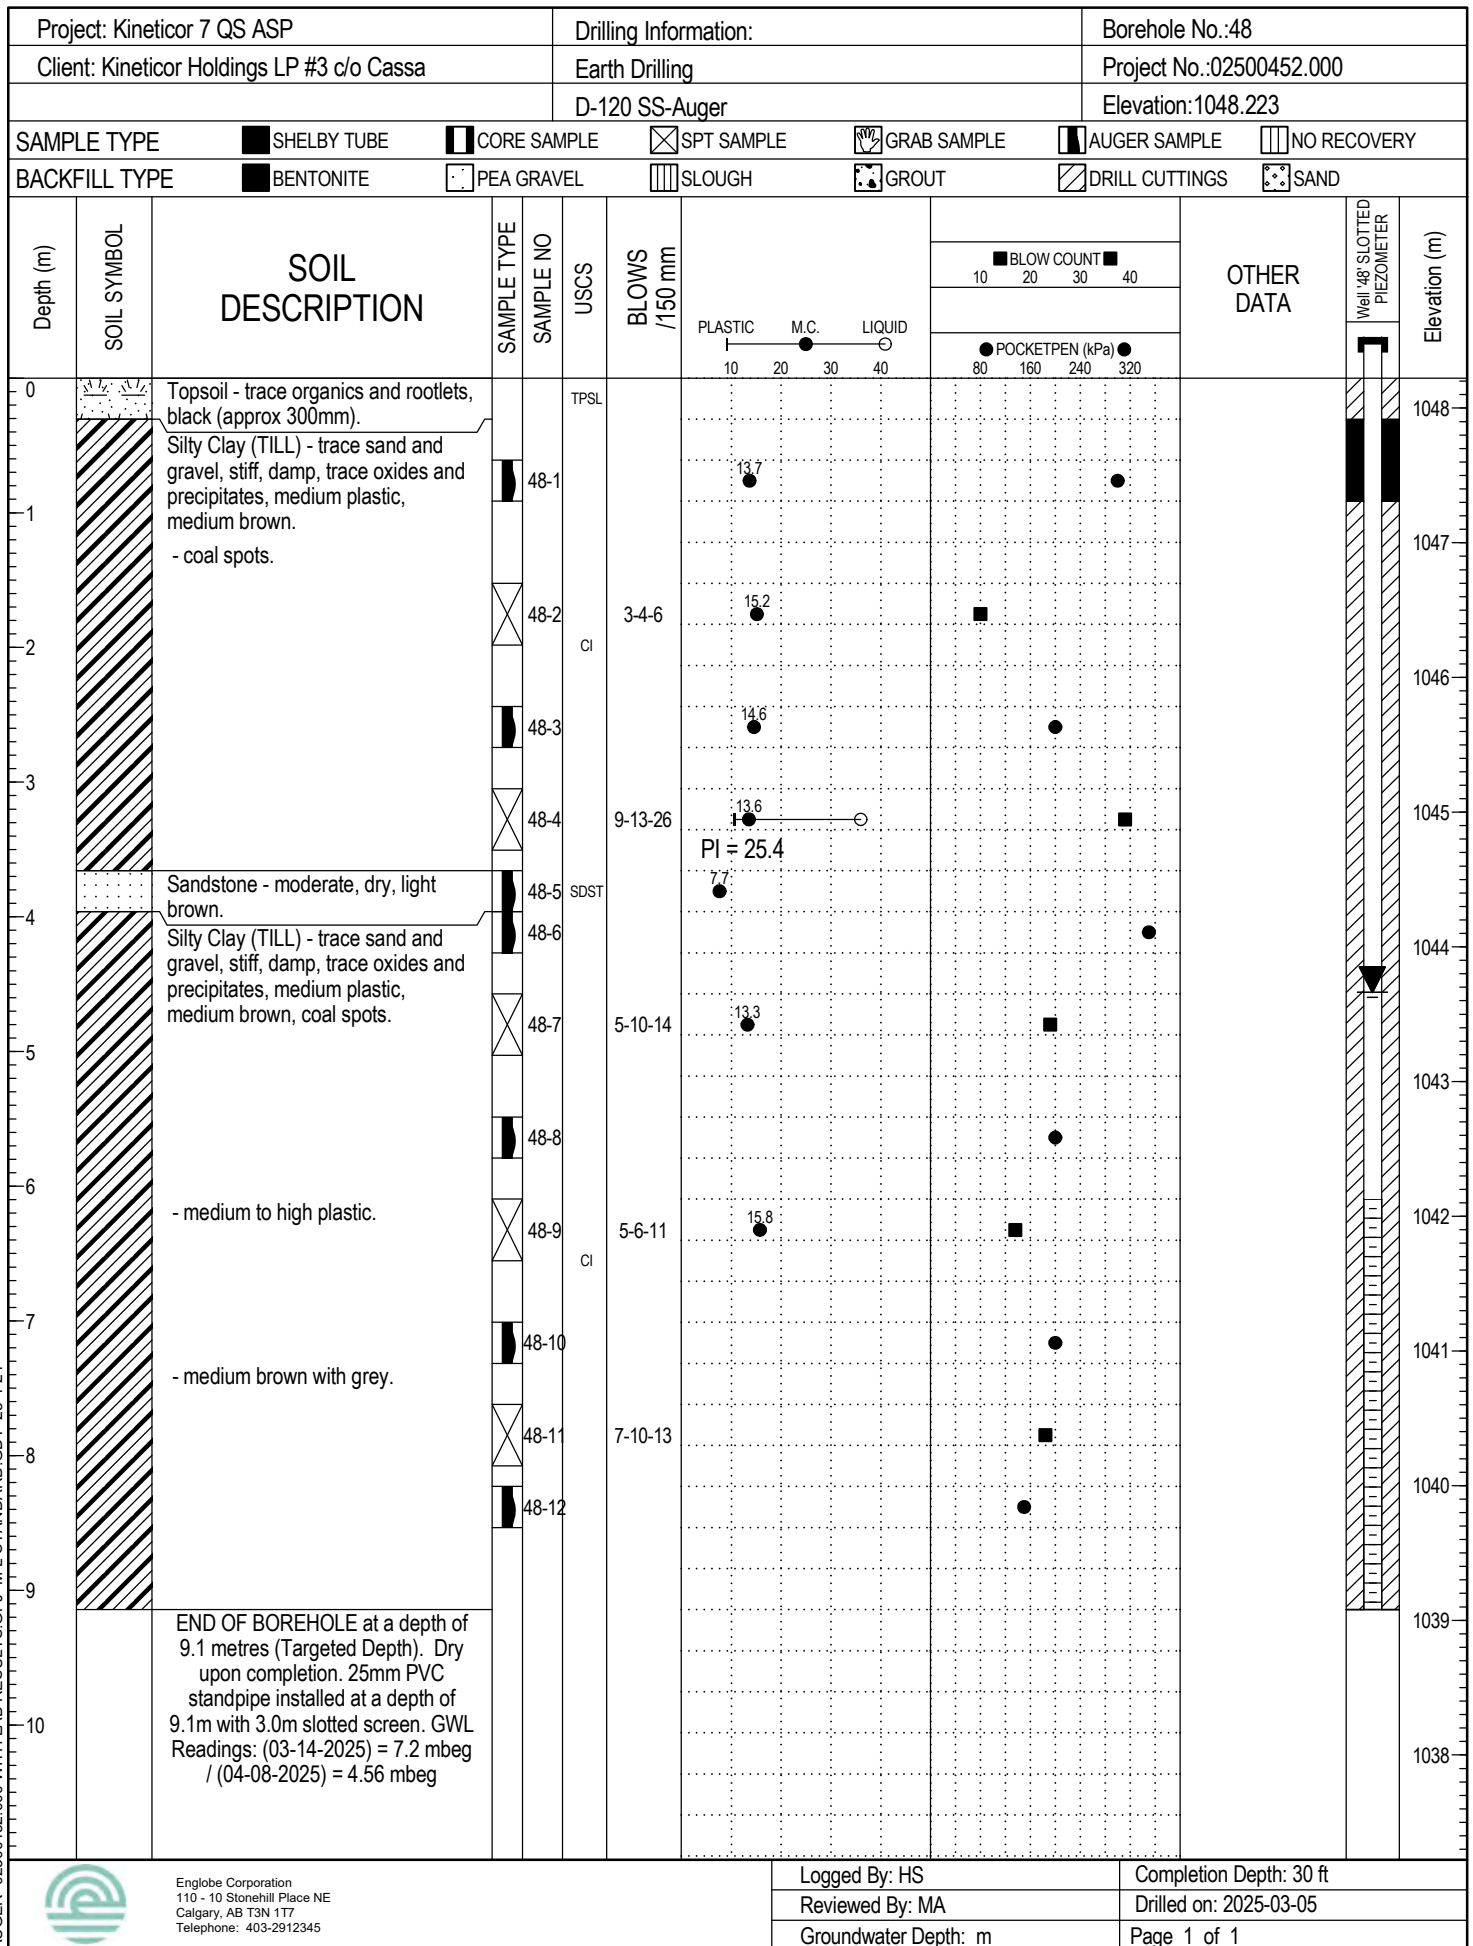 Project: Kineticor 7 QS ASP
Drilling Information:
Borehole No.:48
Client: Kineticor Holdings LP #3 c/o Cassa
Earth Drilling
Project No.:02500452.000
D-120 SS-Auger
Elevation:1048.223
SAMPLE TYPE
SHELBY TUBE
CORE SAMPLE
SPT SAMPLE
GRAB SAMPLE
AUGER SAMPLE
NO RECOVERY
BACKFILL TYPE
BENTONITE
PEA GRAVEL
SLOUGH
GROUT
DRILL CUTTINGS
SAND
Depth (m)
SOIL SYMBOL
SOIL
DESCRIPTION
SAMPLE TYPE
SAMPLE NO
USCS
BLOWS
/150 mm
PLASTIC M.C. LIQUID
10 20 30 40
BLOW COUNT
10 20 30 40
POCKETPEN (kPa)
80 160 240 320
OTHER
DATA
Well '48' SLOTTED
PIEZOMETER
Elevation (m)
0
Topsoil - trace organics and rootlets,
black (approx 300mm).
TPSL
1048
Silty Clay (TILL) - trace sand and
gravel, stiff, damp, trace oxides and
precipitates, medium plastic,
medium brown.
48-1
13.7
1
- coal spots.
1047
48-2
3-4-6
15.2
2
CI
1046
48-3
14.6
3
48-4
9-13-26
13.6
PI = 25.4
1045
Sandstone - moderate, dry, light
brown.
48-5
SDST
7.7
4
48-6
Silty Clay (TILL) - trace sand and
gravel, stiff, damp, trace oxides and
precipitates, medium plastic,
medium brown, coal spots.
1044
48-7
5-10-14
13.3
5
1043
48-8
6
- medium to high plastic.
48-9
5-6-11
15.8
1042
CI
7
48-10
1041
- medium brown with grey.
48-11
7-10-13
8
48-12
1040
9
END OF BOREHOLE at a depth of
9.1 metres (Targeted Depth). Dry
upon completion. 25mm PVC
standpipe installed at a depth of
9.1m with 3.0m slotted screen. GWL
Readings: (03-14-2025) = 7.2 mbeg
/ (04-08-2025) = 4.56 mbeg
1039
10
1038
Englobe Corporation
110 - 10 Stonehill Place NE
Calgary, AB T3N 1T7
Telephone: 403-2912345
Logged By: HS
Completion Depth: 30 ft
Reviewed By: MA
Drilled on: 2025-03-05
Groundwater Depth: m
Page 1 of 1